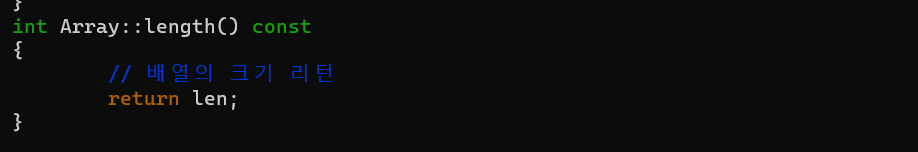 }
int Array::length() const
{
        // 배열의 크기 리턴
        return len;
}